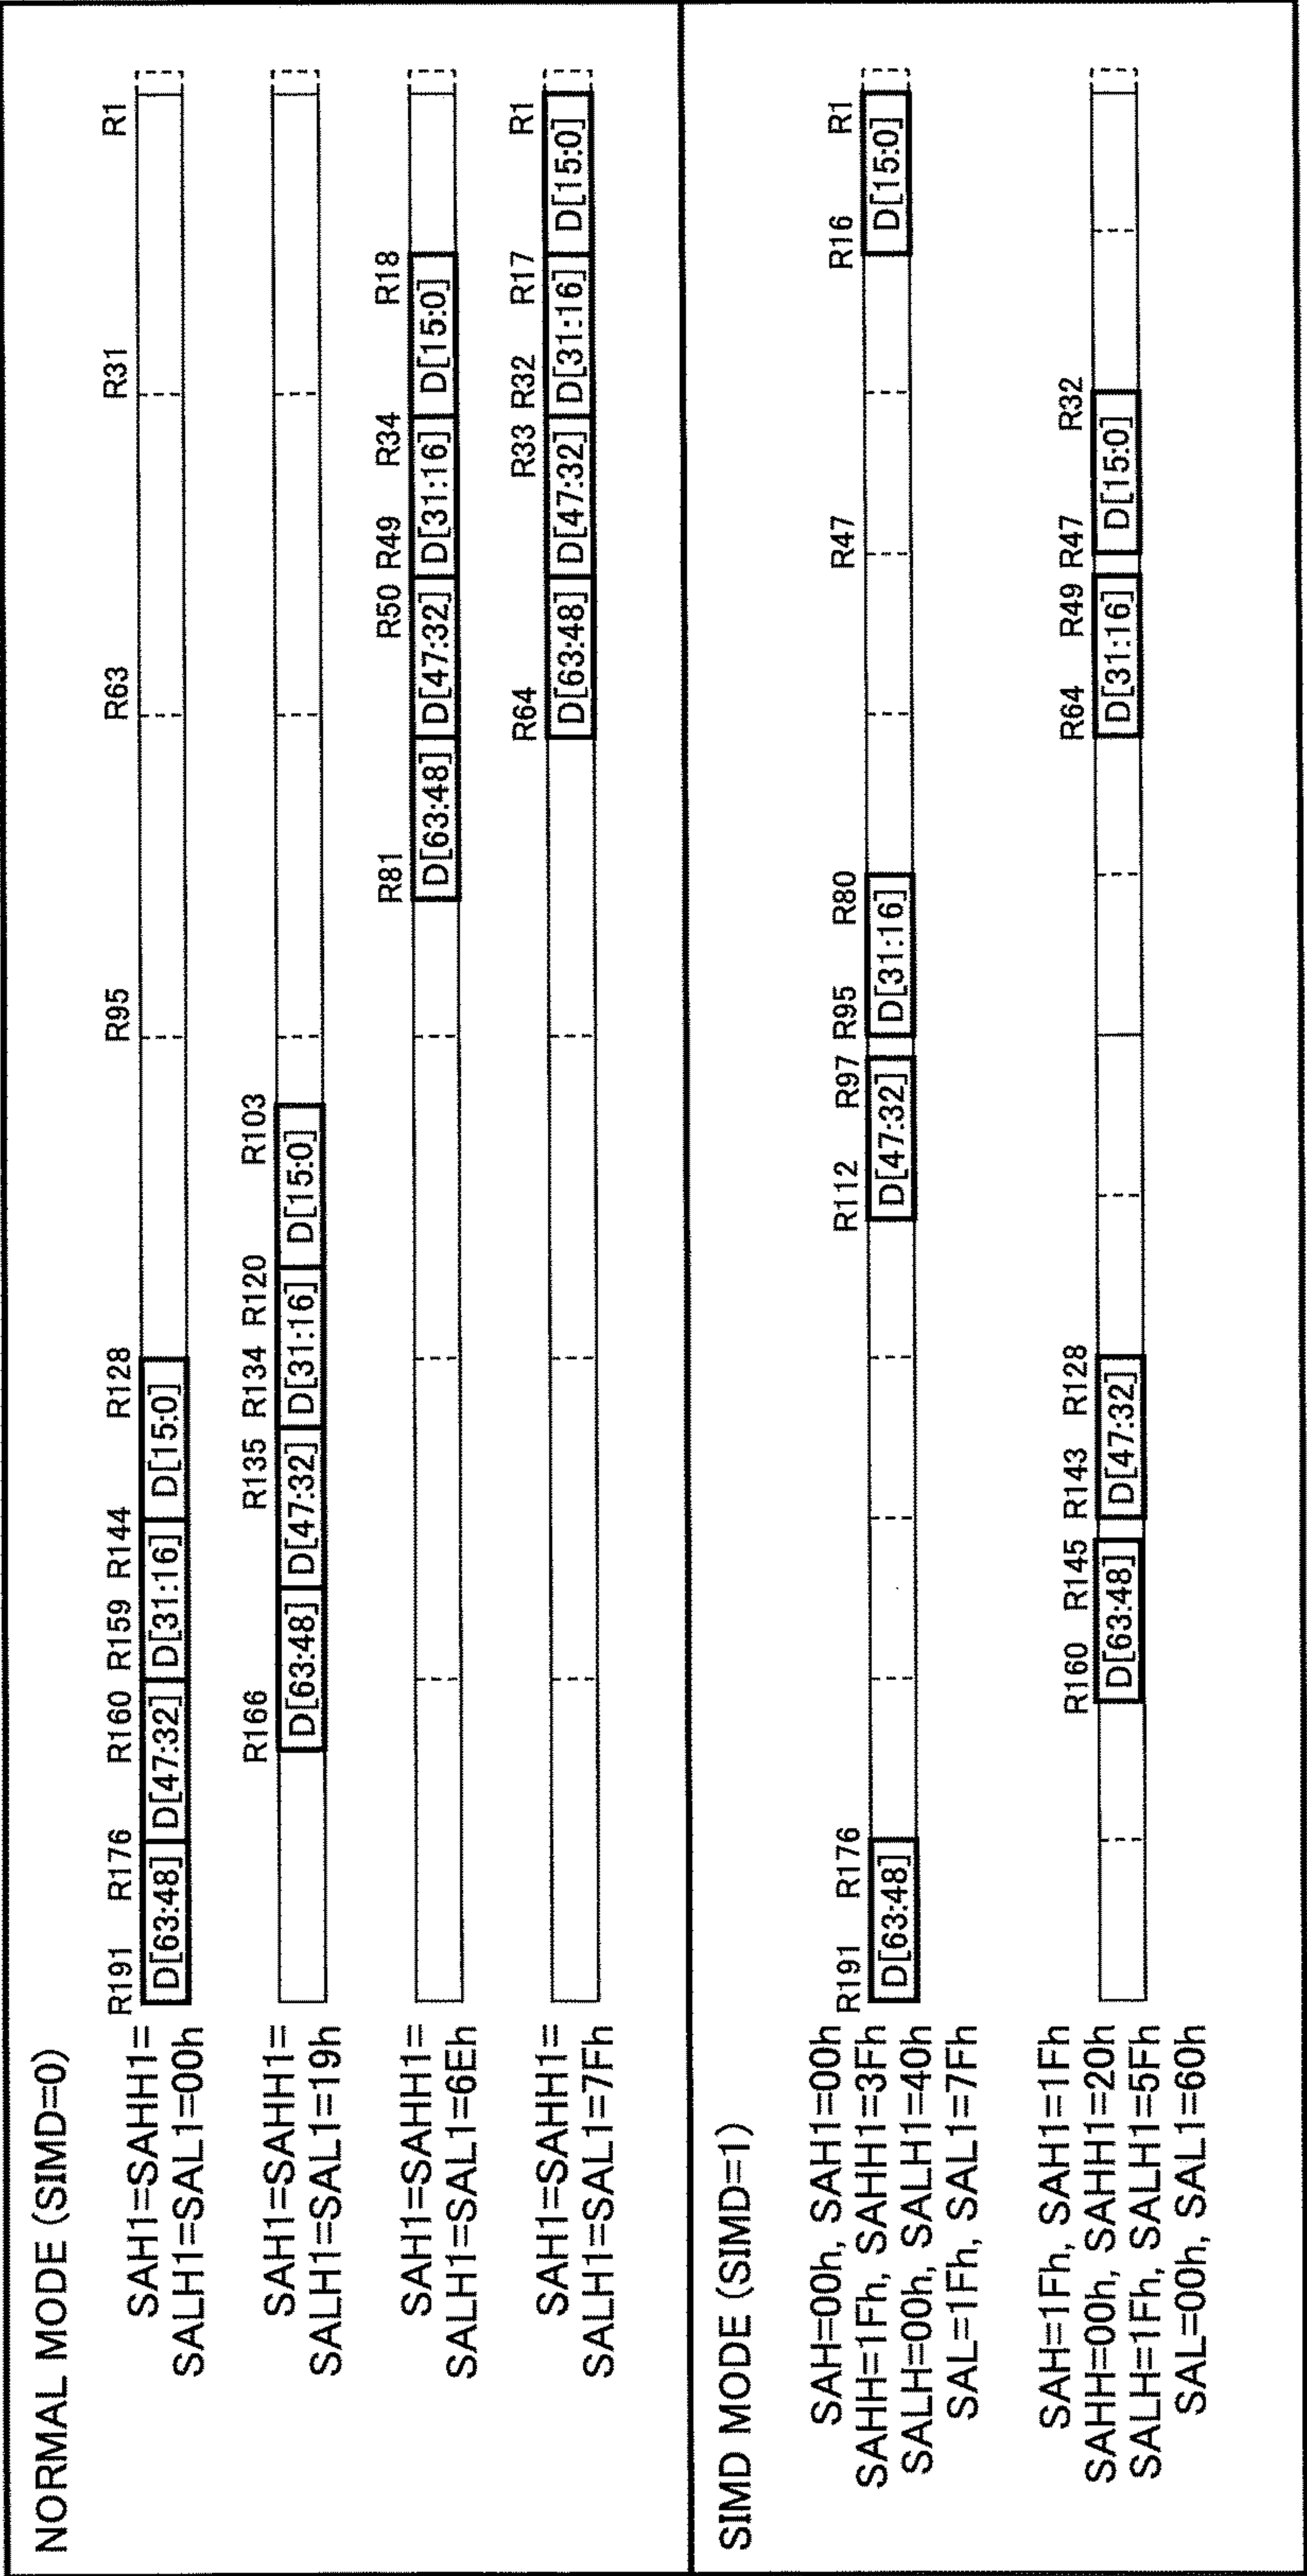 NORMAL MODE (SIMD=0)
R191 R176 R160 R159 R144 R128 R95 R63 R31 R1
SAH1=SAHH1=
SALH1=SAL1=00h
D[63:48] D[47:32] D[31:16] D[15:0]
R166 R135 R134 R120 R103
SAH1=SAHH1=
SALH1=SAL1=19h
D[63:48] D[47:32] D[31:16] D[15:0]
R81 R50 R49 R34 R18
SAH1=SAHH1=
SALH1=SAL1=6Eh
D[63:48] D[47:32] D[31:16] D[15:0]
R64 R33 R32 R17 R1
SAH1=SAHH1=
SALH1=SAL1=7Fh
D[63:48] D[47:32] D[31:16] D[15:0]
SIMD MODE (SIMD=1)
R191 R176 R112 R97 R95 R80 R47 R16 R1
SAH=00h, SAH1=00h
SAHH=1Fh, SAHH1=3Fh
SALH=00h, SALH1=40h
SAL=1Fh, SAL1=7Fh
D[63:48] D[47:32] D[31:16] D[15:0]
R160 R145 R143 R128 R64 R49 R47 R32
SAH=1Fh, SAH1=1Fh
SAHH=00h, SAHH1=20h
SALH=1Fh, SALH1=5Fh
SAL=00h, SAL1=60h
D[63:48] D[47:32] D[31:16] D[15:0]